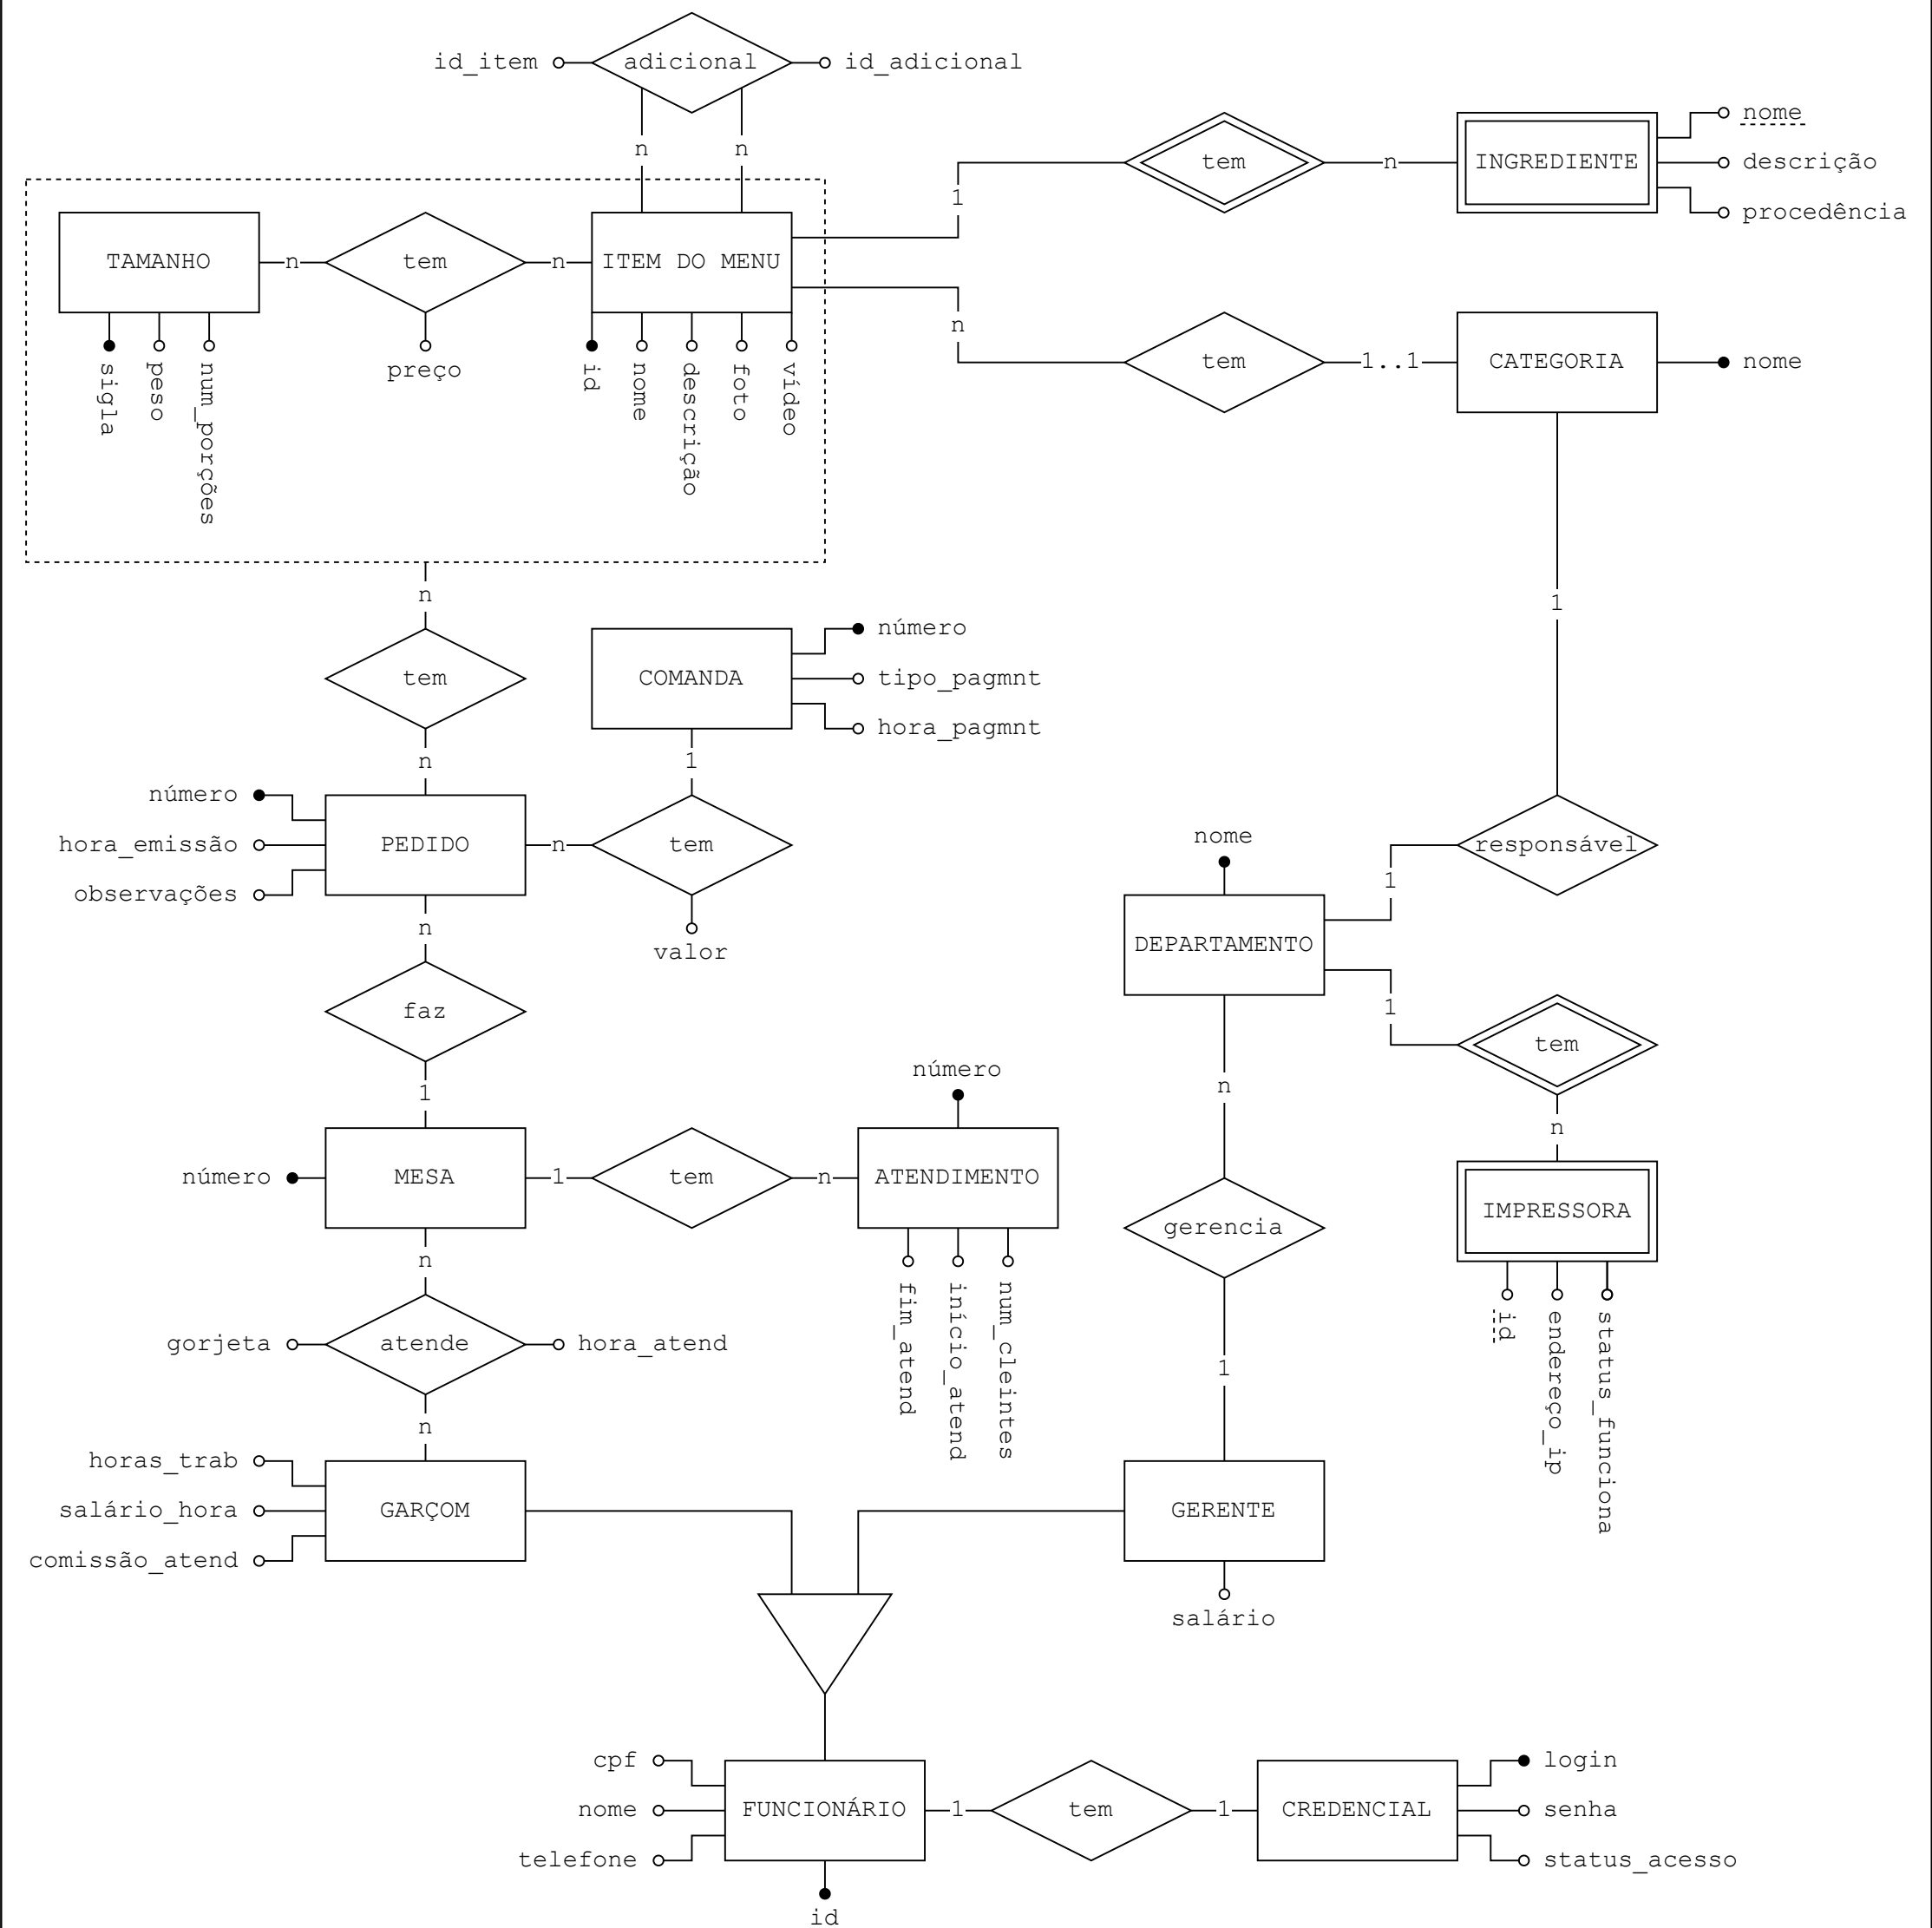 id_item
adicional
id_adicional
n
n
nome
tem
n
INGREDIENTE
descrição
procedência
1
TAMANHO
n
tem
n
ITEM DO MENU
n
sigla
peso
num_porções
preço
id
nome
descrição
foto
vídeo
tem
1..1
CATEGORIA
nome
n
1
tem
COMANDA
número
tipo_pagmnt
hora_pagmnt
n
1
número
hora_emissão
observações
PEDIDO
n
tem
valor
nome
responsável
1
n
DEPARTAMENTO
faz
1
tem
1
n
n
número
número
MESA
1
tem
n
ATENDIMENTO
fim_atend
início_atend
num_cleintes
gerencia
IMPRESSORA
id
endereço_ip
status_funciona
n
gorjeta
atende
hora_atend
1
n
horas_trab
salário_hora
comissão_atend
GARÇOM
GERENTE
salário
cpf
nome
telefone
FUNCIONÁRIO
1
tem
1
CREDENCIAL
login
senha
status_acesso
id